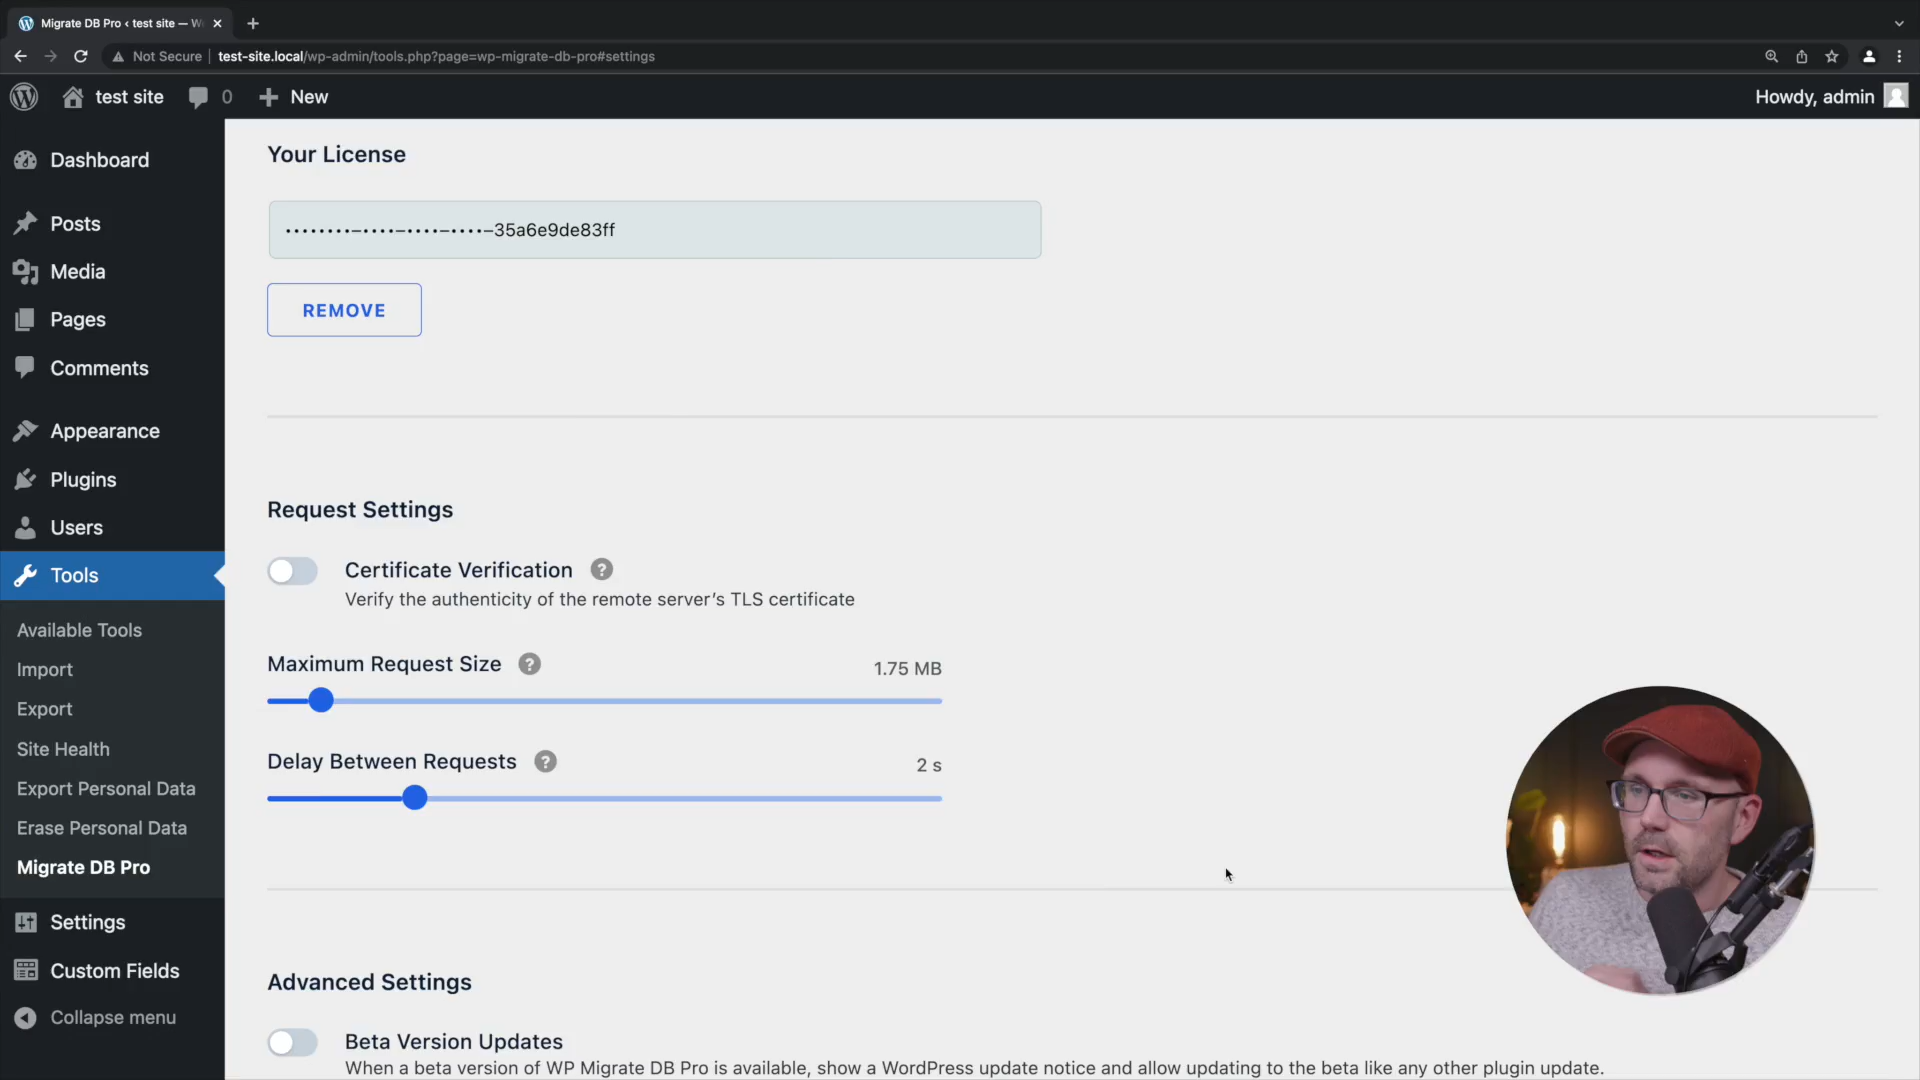 Migrate DB Pro ‹ test site — W
Not Secure
test-site.local/wp-admin/tools.php?page=wp-migrate-db-pro#settings
test site
0
New
Howdy, admin
Dashboard
Posts
Media
Pages
Comments
Appearance
Plugins
Users
Tools
Available Tools
Import
Export
Site Health
Export Personal Data
Erase Personal Data
Migrate DB Pro
Settings
Custom Fields
Collapse menu
Your License
••••••••–••••–••••–••••–35a6e9de83ff
REMOVE
Request Settings
Certificate Verification ?
Verify the authenticity of the remote server’s TLS certificate
Maximum Request Size ? 1.75 MB
Delay Between Requests ? 2 s
Advanced Settings
Beta Version Updates
When a beta version of WP Migrate DB Pro is available, show a WordPress update notice and allow updating to the beta like any other plugin update.